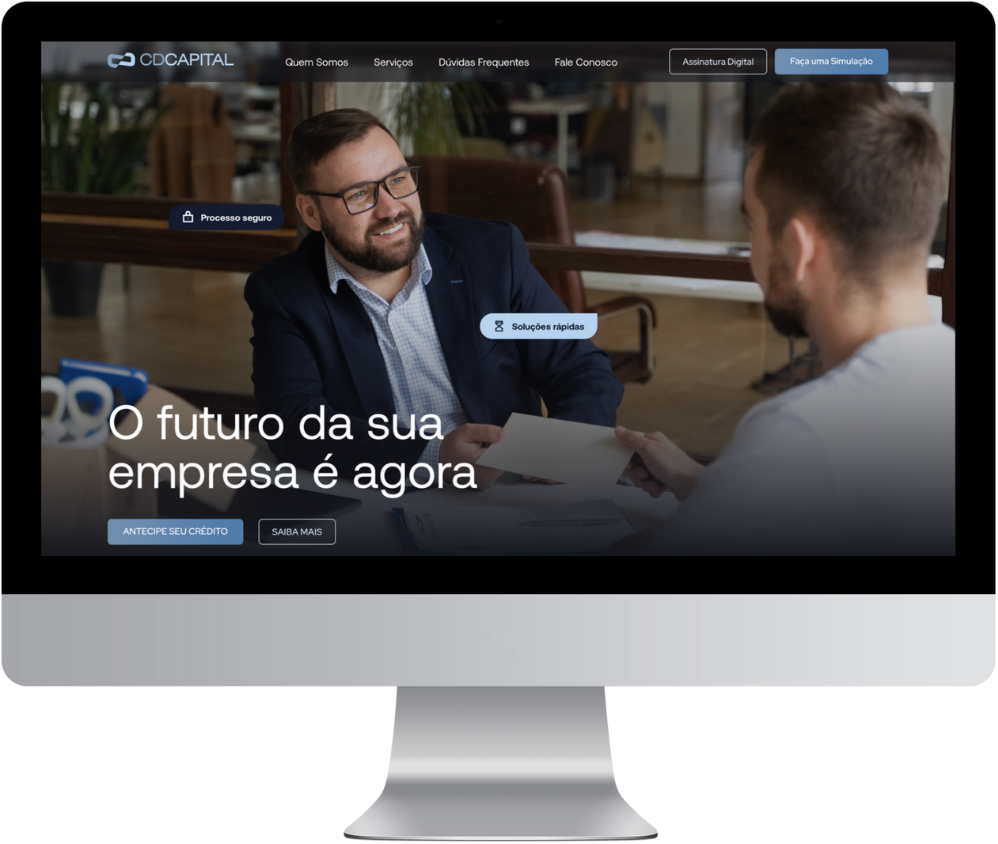 CDCAPITAL
Quem Somos
Serviços
Dúvidas Frequentes
Fale Conosco
Assinatura Digital
Faça uma Simulação
Processo seguro
Soluções rápidas
O futuro da sua
empresa é agora
ANTECIPE SEU CRÉDITO
SAIBA MAIS